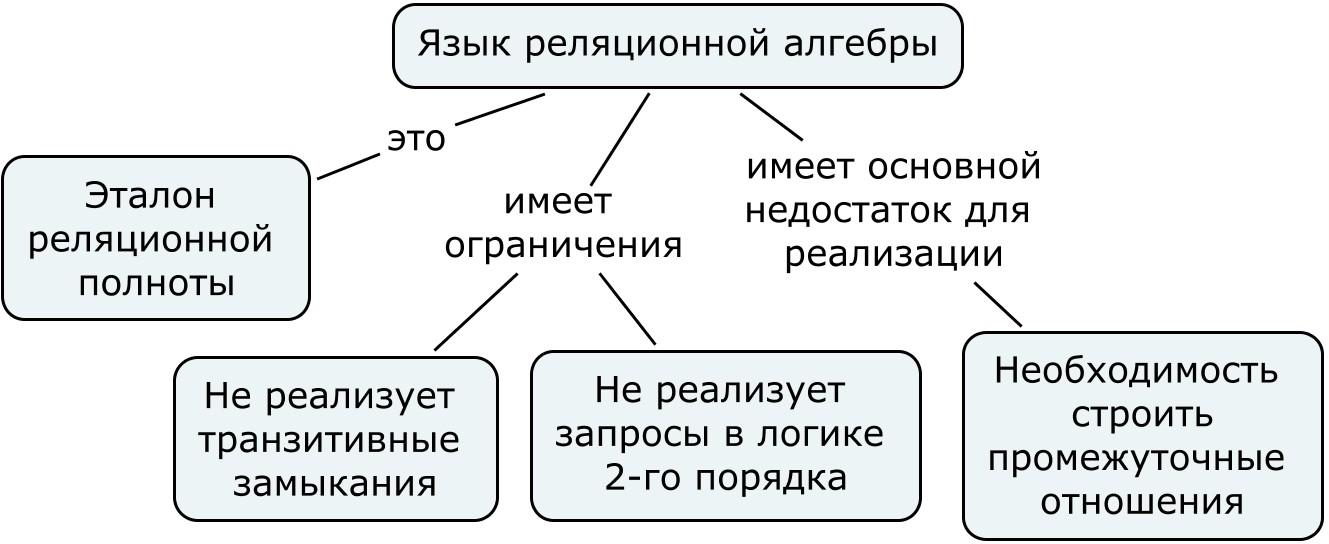 Язык реляционной алгебры
это
Эталон
реляционной
полноты
имеет
ограничения
имеет основной
недостаток для
реализации
Не реализует
транзитивные
замыкания
Не реализует
запросы в логике
2-го порядка
Необходимость
строить
промежуточные
отношения